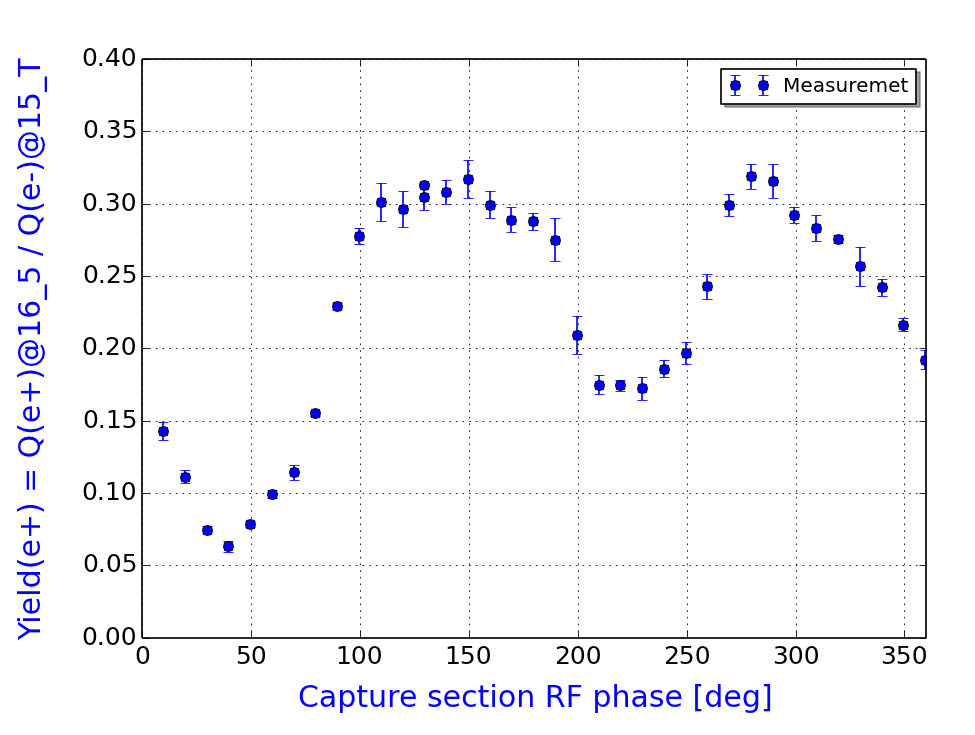 Yield(e+) = Q(e+)@16_5 / Q(e-)@15_T
0.40
0.35
0.30
0.25
0.20
0.15
0.10
0.05
0.00
Measuremet
0 50 100 150 200 250 300 350
Capture section RF phase [deg]